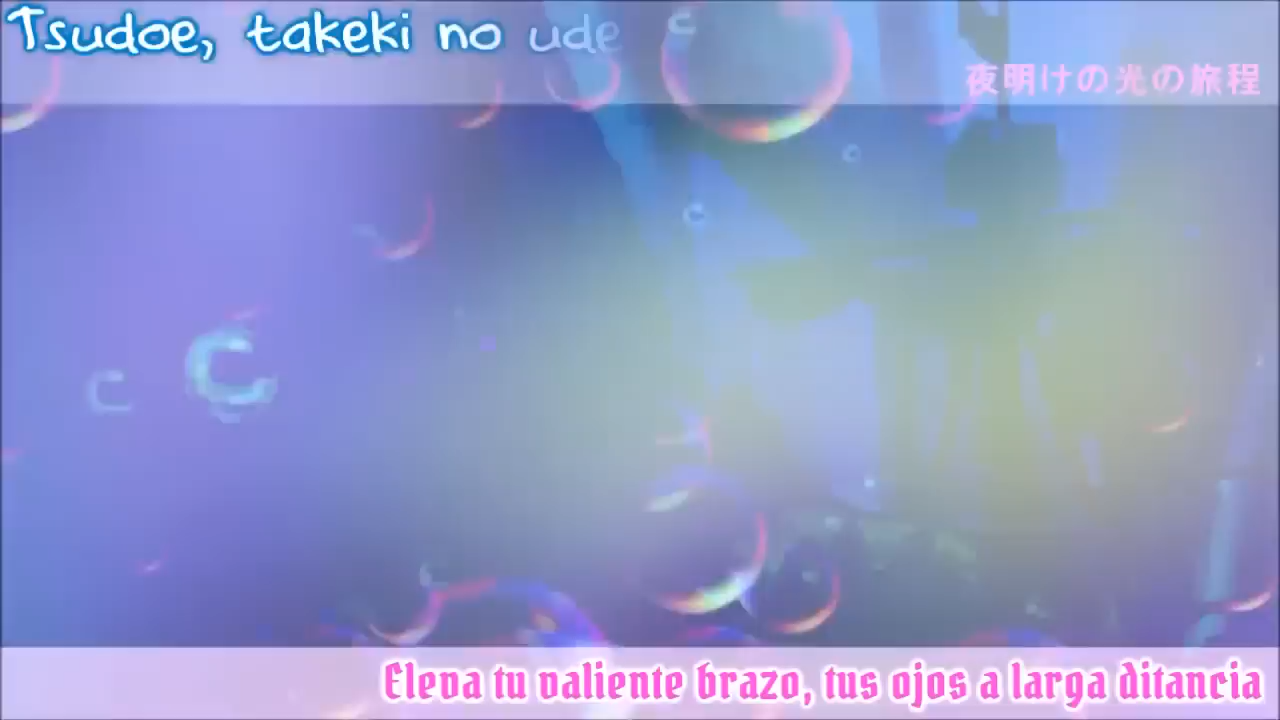 Tsudoe, takeki no ude
夜明けの光の旅程
Eleva tu valiente brazo, tus ojos a larga ditancia